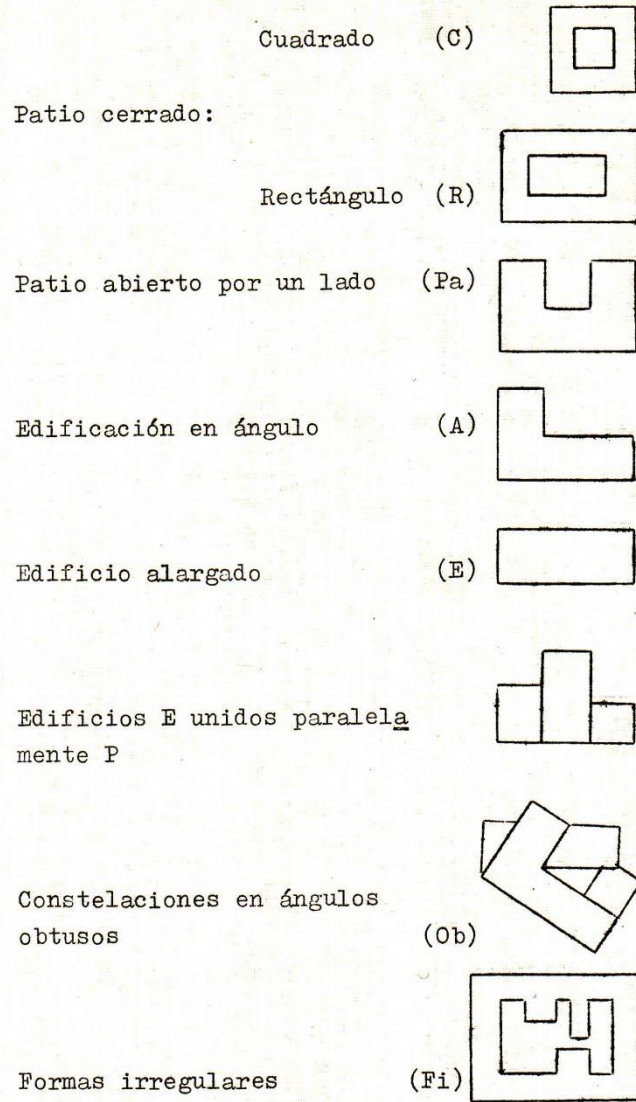 Cuadrado (C)
Patio cerrado:
Rectángulo (R)
Patio abierto por un lado (Pa)
Edificación en ángulo (A)
Edificio alargado (E)
Edificios E unidos paralela
mente P
Constelaciones en ángulos
obtusos (Ob)
Formas irregulares (Fi)